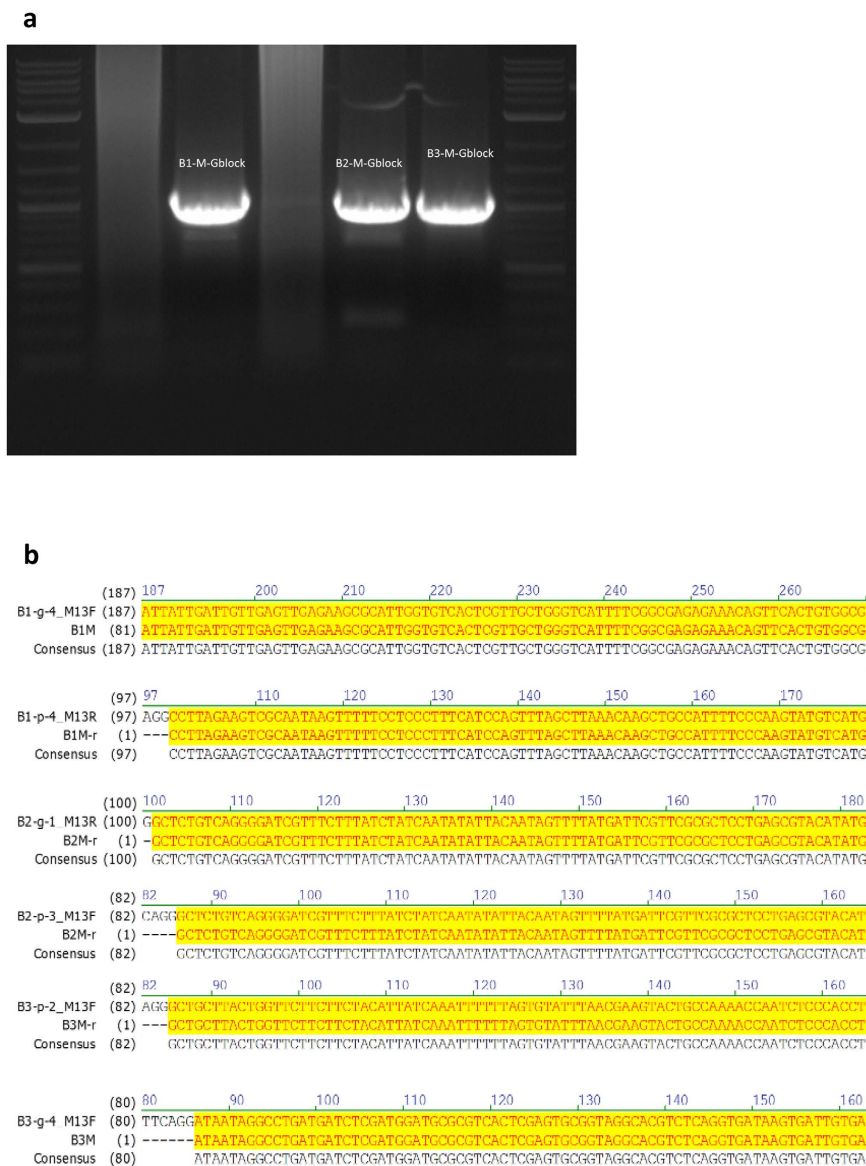 a
B1-M-Gblock
B2-M-Gblock
B3-M-Gblock
b
(187) 187 200 210 220 230 240 250 260
B1-g-4_M13F (187) ATTATTGATTGTTGAGTTGAGAAGCGCATTGGTGTCACTCGTTGCTGGGTCATTTTCGGCGAGAGAAACAGTTCACTGTGGCG
B1M (81) ATTATTGATTGTTGAGTTGAGAAGCGCATTGGTGTCACTCGTTGCTGGGTCATTTTCGGCGAGAGAAACAGTTCACTGTGGCG
Consensus (187) ATTATTGATTGTTGAGTTGAGAAGCGCATTGGTGTCACTCGTTGCTGGGTCATTTTCGGCGAGAGAAACAGTTCACTGTGGCG
(97) 97 110 120 130 140 150 160 170
B1-p-4_M13R (97) AGGCCTTAGAAGTCGCAATAAGTTTTTCCTCCCTTTCATCCAGTTTAGCTTAAACAAGCTGCCATTTTCCCAAGTATGTCATG
B1M-r (1) ---CCTTAGAAGTCGCAATAAGTTTTTCCTCCCTTTCATCCAGTTTAGCTTAAACAAGCTGCCATTTTCCCAAGTATGTCATG
Consensus (97) CCTTAGAAGTCGCAATAAGTTTTTCCTCCCTTTCATCCAGTTTAGCTTAAACAAGCTGCCATTTTCCCAAGTATGTCATG
(100) 100 110 120 130 140 150 160 170 180
B2-g-1_M13R (100) GGCTCTGTCAGGGGATCGTTTCTTTATCTATCAATATATTACAATAGTTTTATGATTCGTTCGCGCTCCTGAGCGTACATATG
B2M-r (1) -GCTCTGTCAGGGGATCGTTTCTTTATCTATCAATATATTACAATAGTTTTATGATTCGTTCGCGCTCCTGAGCGTACATATG
Consensus (100) GCTCTGTCAGGGGATCGTTTCTTTATCTATCAATATATTACAATAGTTTTATGATTCGTTCGCGCTCCTGAGCGTACATATG
(82) 82 90 100 110 120 130 140 150 160
B2-p-3_M13F (82) CAGGGCTCTGTCAGGGGATCGTTTCTTTATCTATCAATATATTACAATAGTTTTATGATTCGTTCGCGCTCCTGAGCGTACAT
B2M-r (1) ----GCTCTGTCAGGGGATCGTTTCTTTATCTATCAATATATTACAATAGTTTTATGATTCGTTCGCGCTCCTGAGCGTACAT
Consensus (82) GCTCTGTCAGGGGATCGTTTCTTTATCTATCAATATATTACAATAGTTTTATGATTCGTTCGCGCTCCTGAGCGTACAT
(82) 82 90 100 110 120 130 140 150 160
B3-p-2_M13F (82) AGGGCTGCTTACTGGTTCTTCTTCTACATTATCAAATTTTTTAGTGTATTTAACGAAGTACTGCCAAAACCAATCTCCCACCT
B3M-r (1) ---GCTGCTTACTGGTTCTTCTTCTACATTATCAAATTTTTTAGTGTATTTAACGAAGTACTGCCAAAACCAATCTCCCACCT
Consensus (82) GCTGCTTACTGGTTCTTCTTCTACATTATCAAATTTTTTAGTGTATTTAACGAAGTACTGCCAAAACCAATCTCCCACCT
(80) 80 90 100 110 120 130 140 150 160
B3-g-4_M13F (80) TTCAGGATAATAGGCCTGATGATCTCGATGGATGCGCGTCACTCGAGTGCGGTAGGCACGTCTCAGGTGATAAGTGATTGTGA
B3M (1) ------ATAATAGGCCTGATGATCTCGATGGATGCGCGTCACTCGAGTGCGGTAGGCACGTCTCAGGTGATAAGTGATTGTGA
Consensus (80) ATAATAGGCCTGATGATCTCGATGGATGCGCGTCACTCGAGTGCGGTAGGCACGTCTCAGGTGATAAGTGATTGTGA